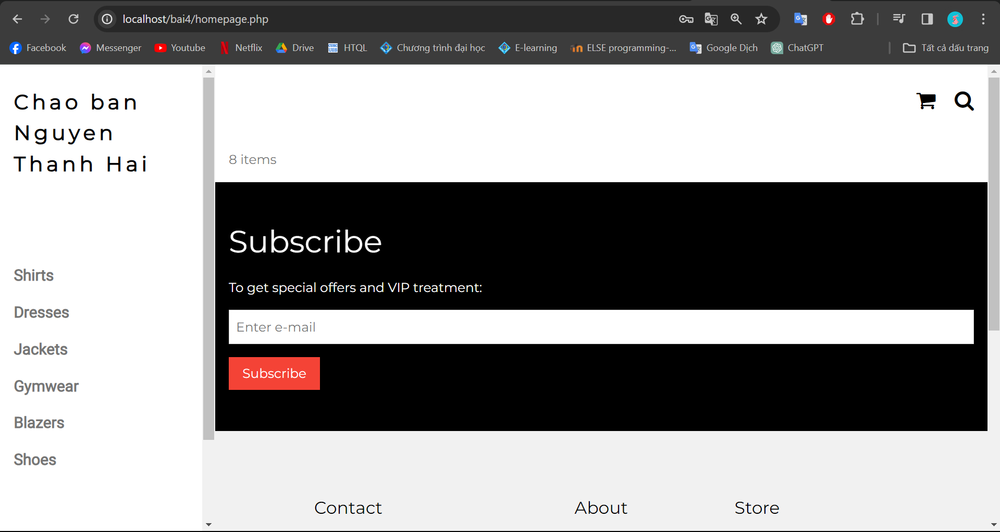 localhost/bai4/homepage.php
Facebook Messenger Youtube Netflix Drive HTQL Chương trình đại học E-learning ELSE programming-... Google Dịch ChatGPT Tất cả dấu trang
Chao ban
Nguyen
Thanh Hai
Shirts
Dresses
Jackets
Gymwear
Blazers
Shoes
8 items
Subscribe
To get special offers and VIP treatment:
Enter e-mail
Subscribe
Contact About Store